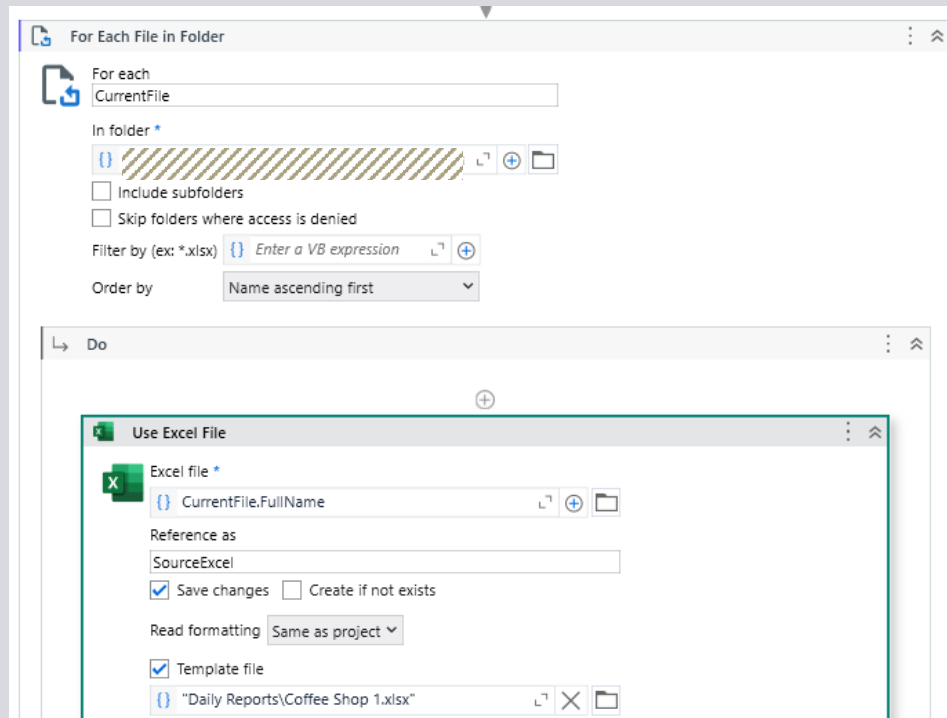 For Each File in Folder
For each
CurrentFile
In folder *
{}
Include subfolders
Skip folders where access is denied
Filter by (ex: *.xlsx) {} Enter a VB expression
Order by Name ascending first
Do
Use Excel File
X
Excel file *
{} CurrentFile.FullName
Reference as
SourceExcel
Save changes Create if not exists
Read formatting Same as project
Template file
{} "Daily Reports\Coffee Shop 1.xlsx"